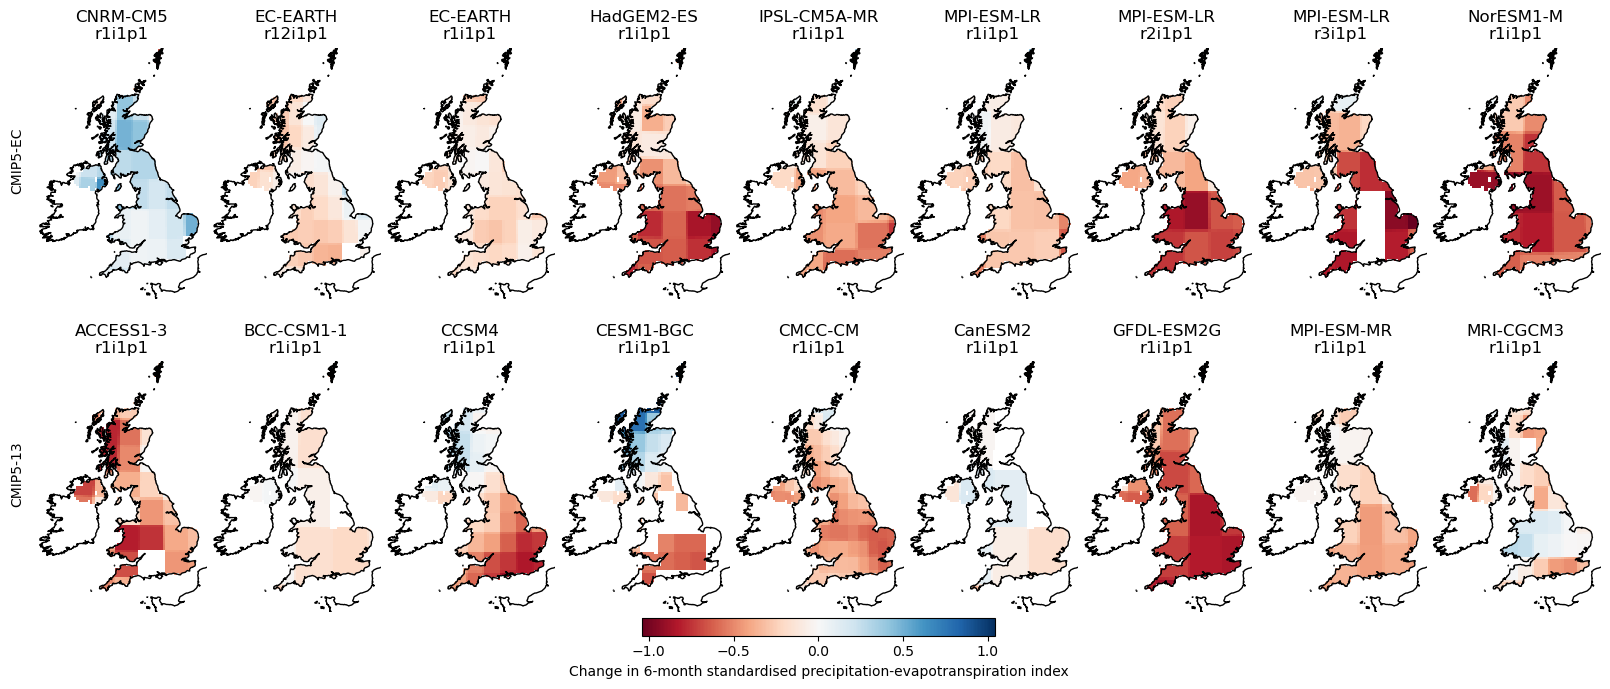 CNRM-CM5 EC-EARTH EC-EARTH HadGEM2-ES IPSL-CM5A-MR MPI-ESM-LR MPI-ESM-LR MPI-ESM-LR NorESM1-M
r1i1p1 r12i1p1 r1i1p1 r1i1p1 r1i1p1 r1i1p1 r2i1p1 r3i1p1 r1i1p1
CMIP5-EC
ACCESS1-3 BCC-CSM1-1 CCSM4 CESM1-BGC CMCC-CM CanESM2 GFDL-ESM2G MPI-ESM-MR MRI-CGCM3
r1i1p1 r1i1p1 r1i1p1 r1i1p1 r1i1p1 r1i1p1 r1i1p1 r1i1p1 r1i1p1
CMIP5-13
−1.0 −0.5 0.0 0.5 1.0
Change in 6-month standardised precipitation-evapotranspiration index